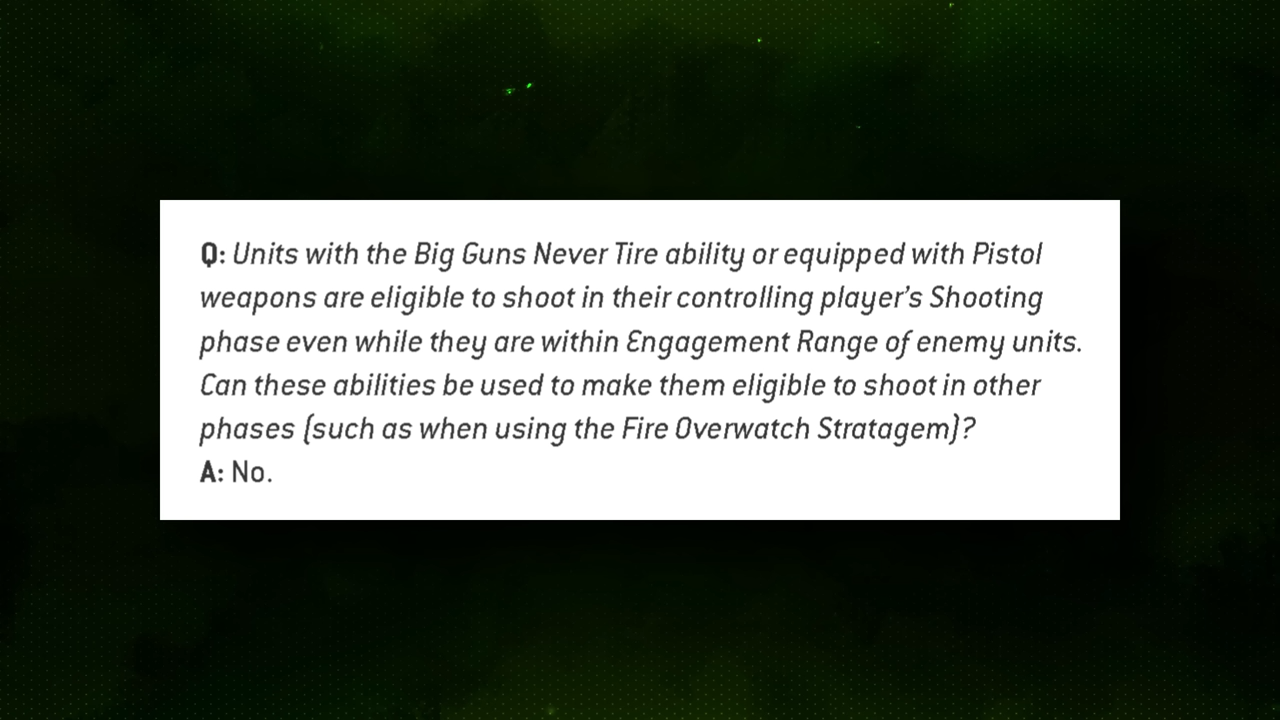 Q: Units with the Big Guns Never Tire ability or equipped with Pistol
weapons are eligible to shoot in their controlling player’s Shooting
phase even while they are within Engagement Range of enemy units.
Can these abilities be used to make them eligible to shoot in other
phases (such as when using the Fire Overwatch Stratagem)?
A: No.